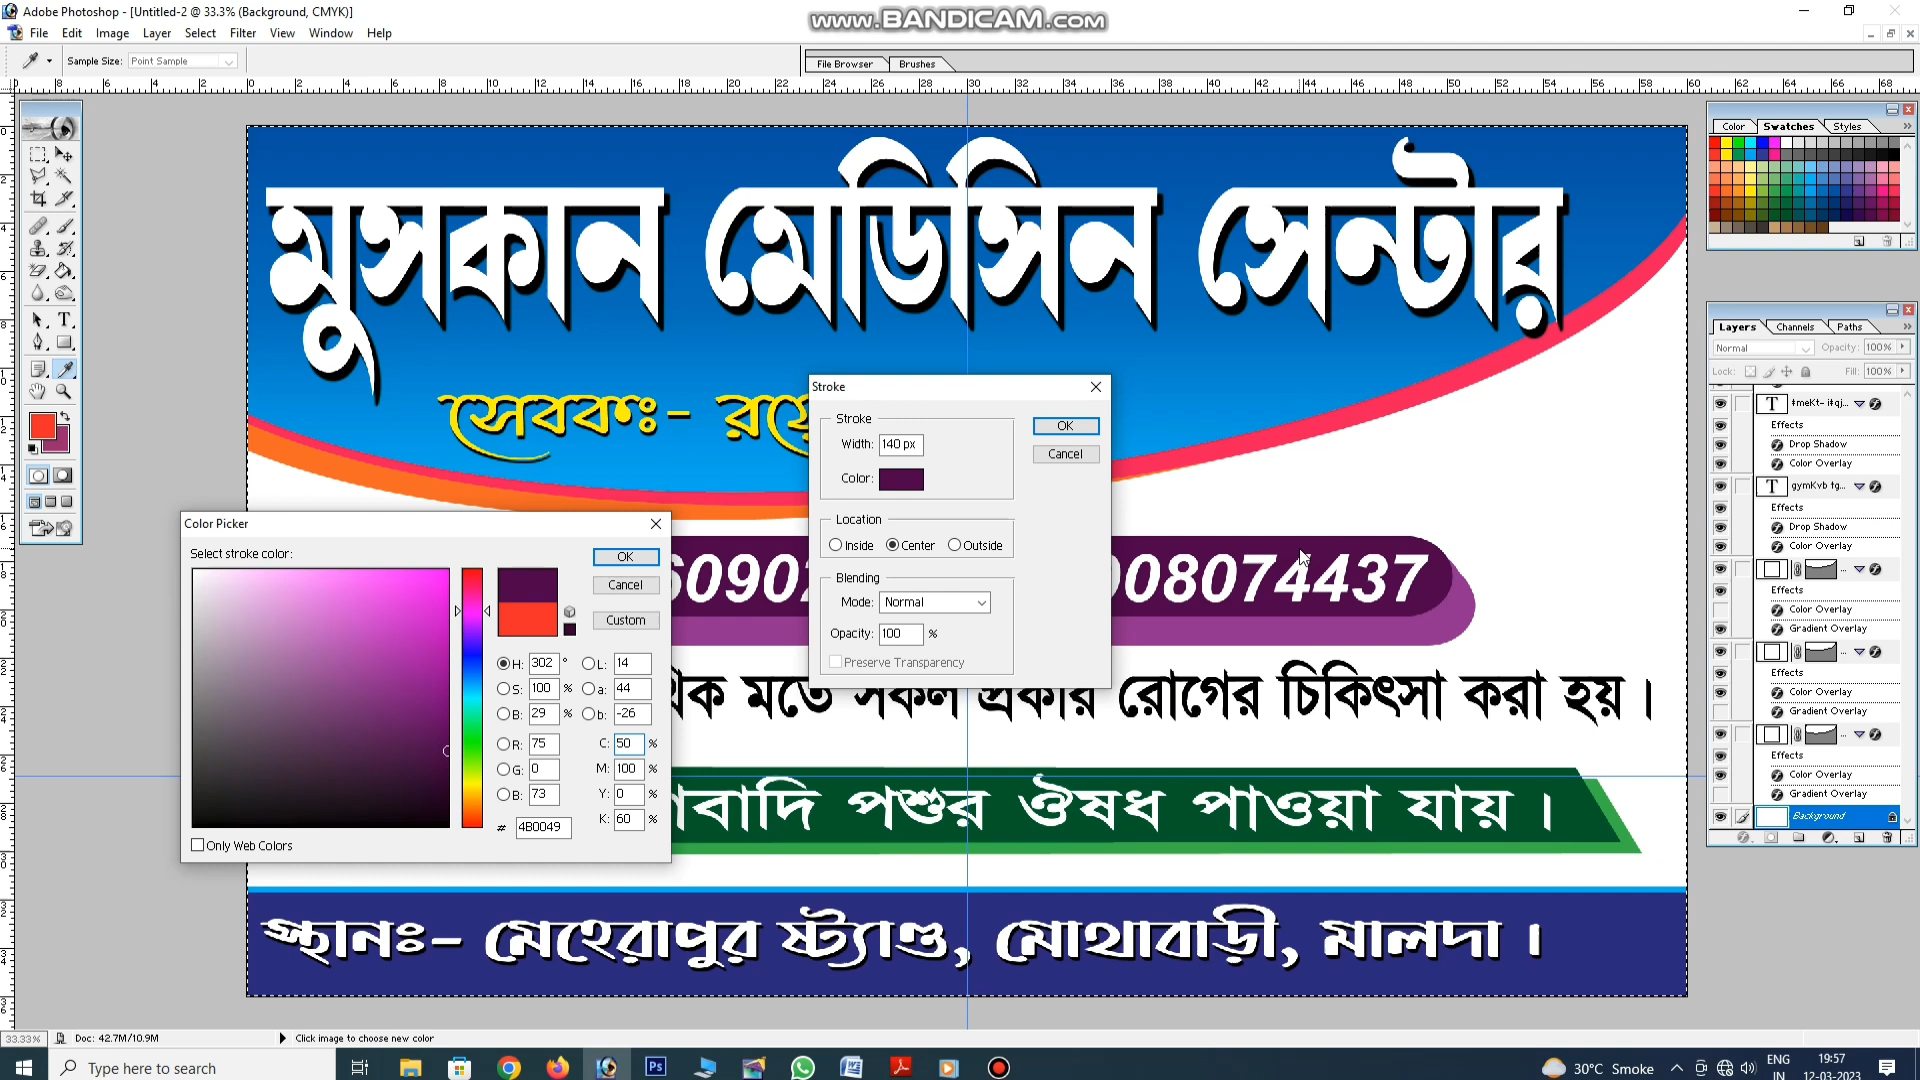 Adobe Photoshop - [Untitled-2 @ 33.3% (Background, CMYK)]
www.BANDICAM.com
File Edit Image Layer Select Filter View Window Help
Sample Size: Point Sample
File Browser Brushes
মুসকান মেডিসিন সেন্টার
Color Swatches Styles
Layers Channels Paths
Normal Opacity: 100%
Lock: Fill: 100%
ŧmeKt- iŧqj...
Effects
Drop Shadow
Color Overlay
gymKvb tg...
Effects
Drop Shadow
Color Overlay
Effects
Color Overlay
Gradient Overlay
Effects
Color Overlay
Gradient Overlay
Effects
Color Overlay
Gradient Overlay
Background
Stroke
Stroke
Width: 140 px
Color:
OK
Cancel
Location
Inside Center Outside
Blending
Mode: Normal
Opacity: 100 %
Preserve Transparency
Color Picker
Select stroke color:
OK
Cancel
Custom
H: 302 ° L: 14
S: 100 % a: 44
B: 29 % b: -26
R: 75 C: 50 %
G: 0 M: 100 %
B: 73 Y: 0 %
# 4B0049 K: 60 %
Only Web Colors
সেবকঃ- রয়ে
6090 08074437
থিক মতে সকল প্রকার রোগের চিকিৎসা করা হয়।
বাদি পশুর ঔষধ পাওয়া যায়।
স্থানঃ- মেহেরাপুর ষ্ট্যাণ্ড, মোথাবাড়ী, মালদা।
33.33% Doc: 42.7M/10.9M Click image to choose new color
Type here to search
30°C Smoke ENG IN 19:57 12-03-2023